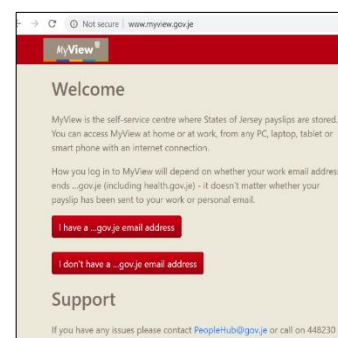 Not secure | www.myview.gov.je
MyView
Welcome
MyView is the self-service centre where States of Jersey payslips are stored.
You can access MyView at home or at work, from any PC, laptop, tablet or
smart phone with an internet connection.
How you log in to MyView will depend on whether your work email address
ends ...gov.je (including health.gov.je) - it doesn't matter whether your
payslip has been sent to your work or personal email.
I have a ...gov.je email address
I don't have a ...gov.je email address
Support
If you have any issues please contact PeopleHub@gov.je or call on 448230